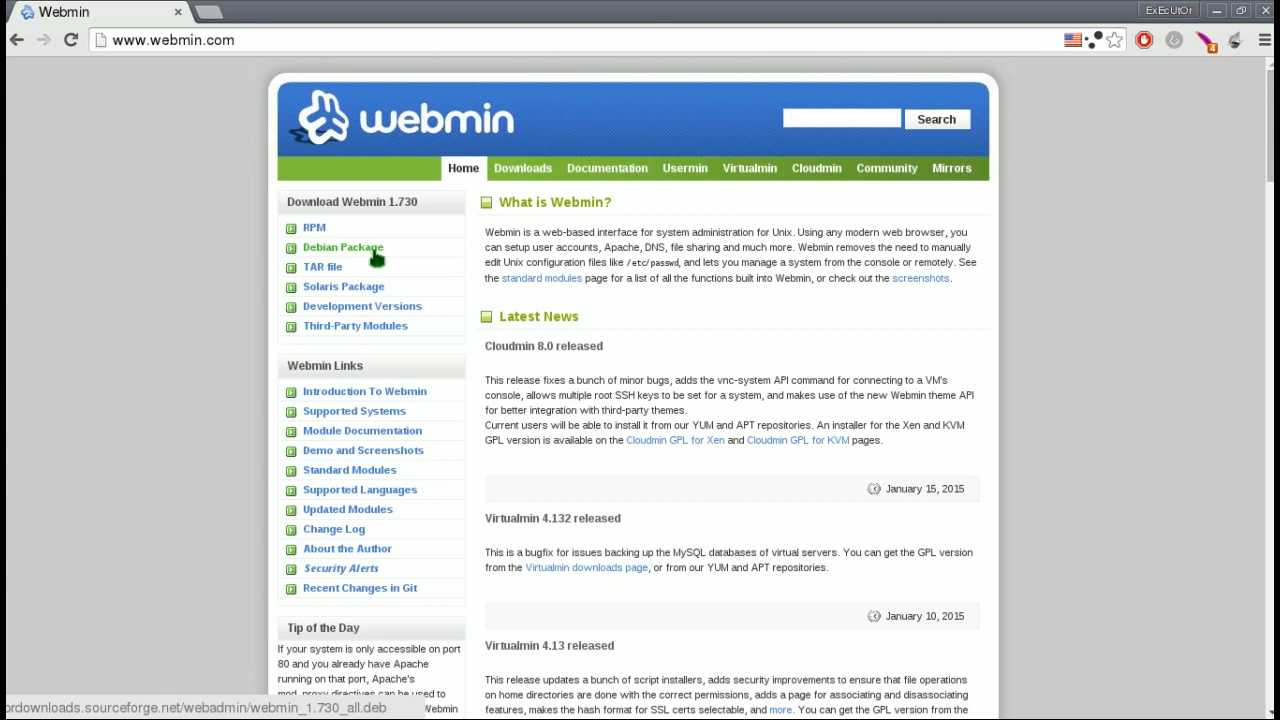 Webmin
ExEcUtOr
www.webmin.com
4
webmin
Search
Home Downloads Documentation Usermin Virtualmin Cloudmin Community Mirrors
Download Webmin 1.730
RPM
Debian Package
TAR file
Solaris Package
Development Versions
Third-Party Modules
Webmin Links
Introduction To Webmin
Supported Systems
Module Documentation
Demo and Screenshots
Standard Modules
Supported Languages
Updated Modules
Change Log
About the Author
Security Alerts
Recent Changes in Git
Tip of the Day
If your system is only accessible on port
80 and you already have Apache
running on that port, Apache's
mod_proxy directives can be used to
Webmin
What is Webmin?
Webmin is a web-based interface for system administration for Unix. Using any modern web browser, you
can setup user accounts, Apache, DNS, file sharing and much more. Webmin removes the need to manually
edit Unix configuration files like /etc/passwd, and lets you manage a system from the console or remotely. See
the standard modules page for a list of all the functions built into Webmin, or check out the screenshots.
Latest News
Cloudmin 8.0 released
This release fixes a bunch of minor bugs, adds the vnc-system API command for connecting to a VM's
console, allows multiple root SSH keys to be set for a system, and makes use of the new Webmin theme API
for better integration with third-party themes.
Current users will be able to install it from our YUM and APT repositories. An installer for the Xen and KVM
GPL version is available on the Cloudmin GPL for Xen and Cloudmin GPL for KVM pages.
January 15, 2015
Virtualmin 4.132 released
This is a bugfix for issues backing up the MySQL databases of virtual servers. You can get the GPL version
from the Virtualmin downloads page, or from our YUM and APT repositories.
January 10, 2015
Virtualmin 4.13 released
This release updates a bunch of script installers, adds security improvements to ensure that file operations
on home directories are done with the correct permissions, adds a page for associating and disassociating
features, makes the hash format for SSL certs selectable, and more. You can get the GPL version from the
ordownloads.sourceforge.net/webadmin/webmin_1.730_all.deb